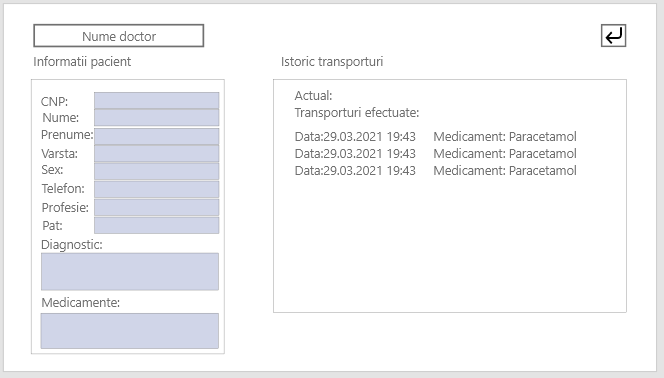 Nume doctor
Informatii pacient
CNP:
Nume:
Prenume:
Varsta:
Sex:
Telefon:
Profesie:
Pat:
Diagnostic:
Medicamente:
Istoric transporturi
Actual:
Transporturi efectuate:
Data:29.03.2021 19:43 Medicament: Paracetamol
Data:29.03.2021 19:43 Medicament: Paracetamol
Data:29.03.2021 19:43 Medicament: Paracetamol